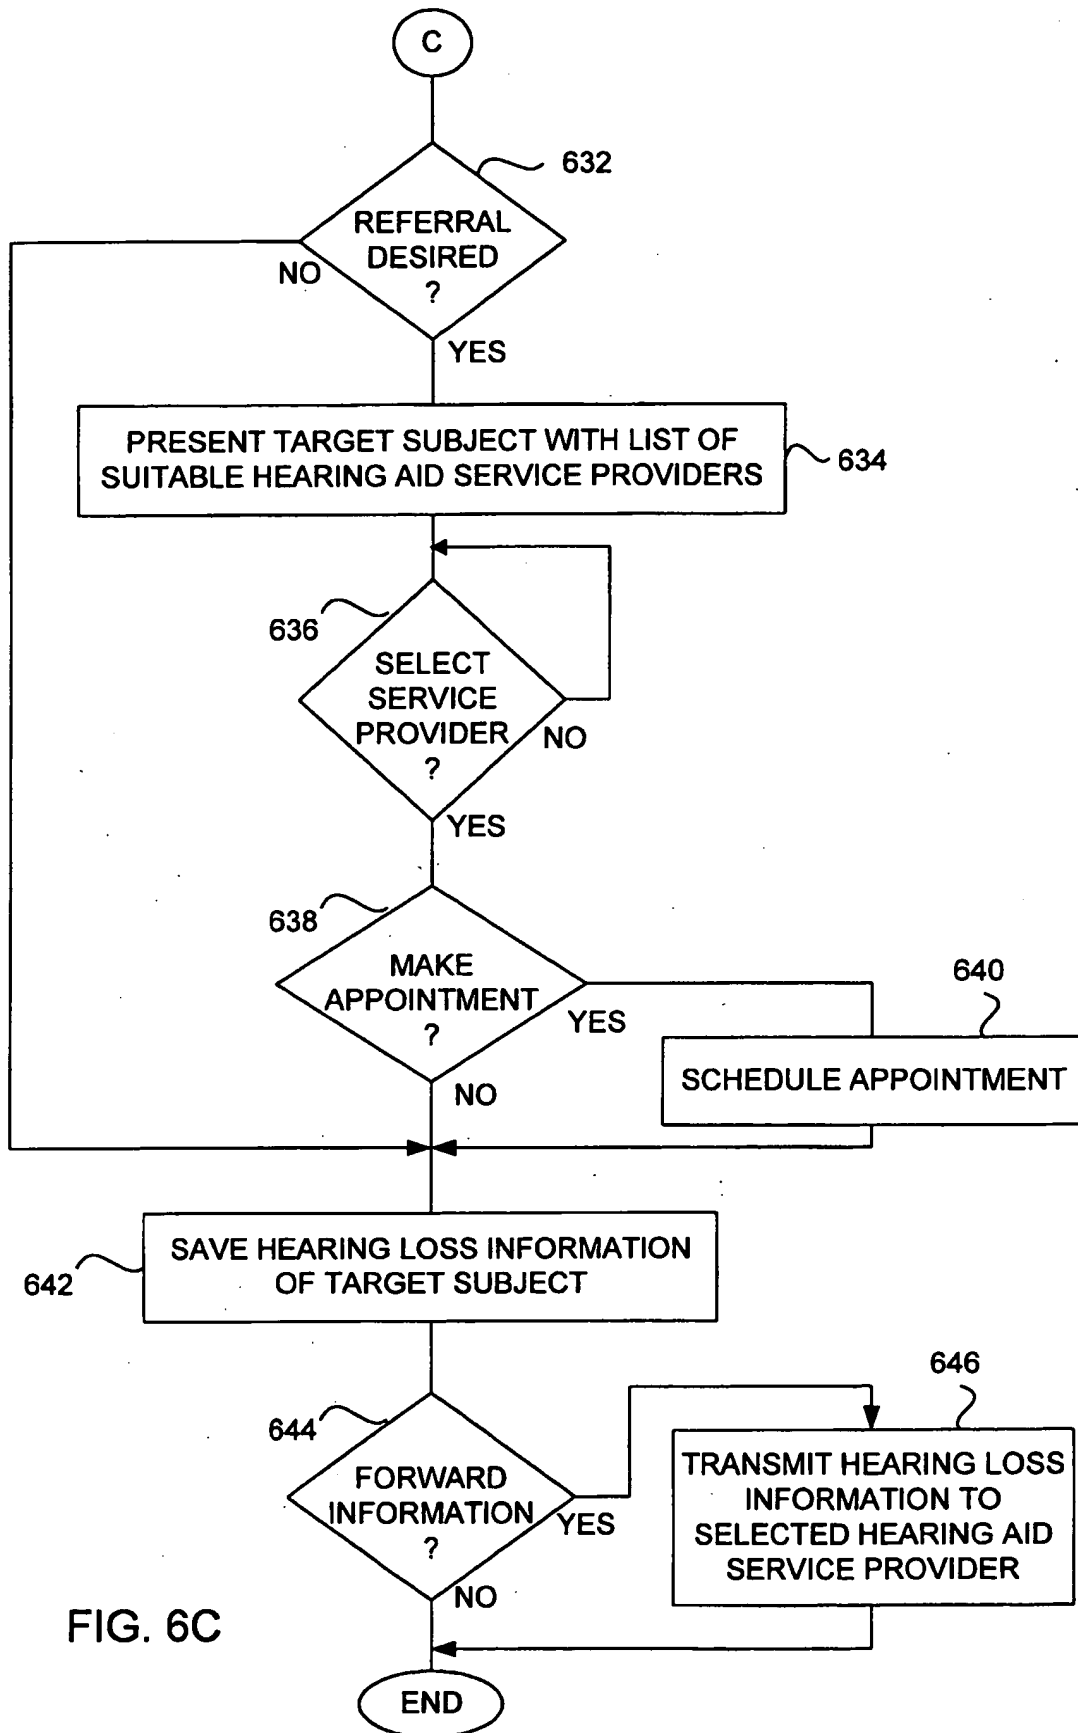 C
632
REFERRAL
DESIRED
?
NO
YES
PRESENT TARGET SUBJECT WITH LIST OF
SUITABLE HEARING AID SERVICE PROVIDERS
634
636
SELECT
SERVICE
PROVIDER
?
NO
YES
638
MAKE
APPOINTMENT
?
YES
NO
640
SCHEDULE APPOINTMENT
642
SAVE HEARING LOSS INFORMATION
OF TARGET SUBJECT
644
FORWARD
INFORMATION
?
YES
NO
646
TRANSMIT HEARING LOSS
INFORMATION TO
SELECTED HEARING AID
SERVICE PROVIDER
FIG. 6C
END